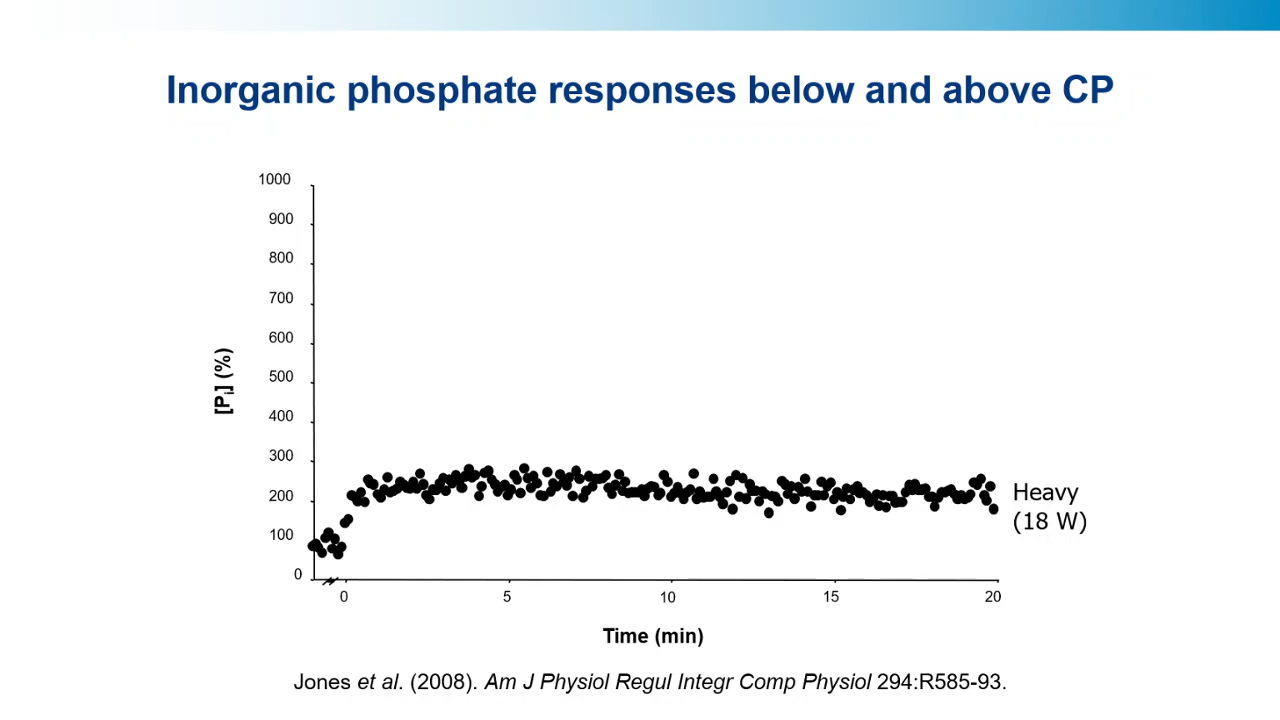 Inorganic phosphate responses below and above CP
1000
900
800
700
600
500
400
300
200
100
0
[Pi] (%)
Heavy
(18 W)
0 5 10 15 20
Time (min)
Jones et al. (2008). Am J Physiol Regul Integr Comp Physiol 294:R585-93.